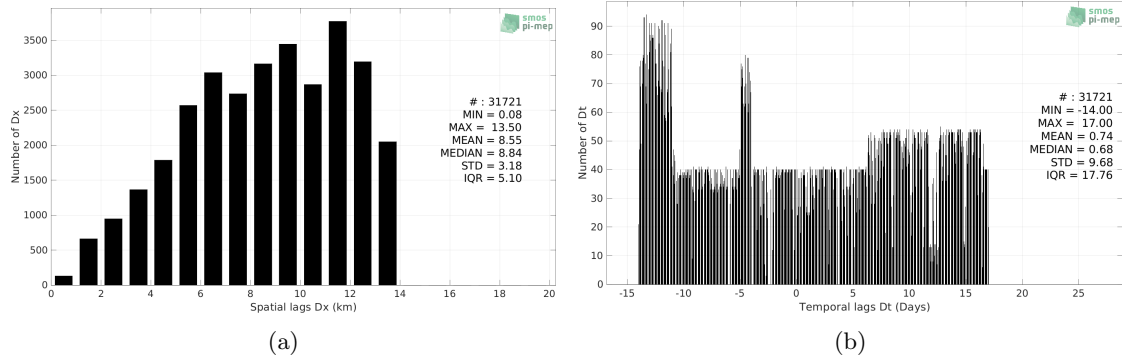 smos
pi-mep
3500
3000
2500
2000
1500
1000
500
0
Number of Dx
# : 31721
MIN = 0.08
MAX = 13.50
MEAN = 8.55
MEDIAN = 8.84
STD = 3.18
IQR = 5.10
0 2 4 6 8 10 12 14 16 18 20
Spatial lags Dx (km)
(a)
smos
pi-mep
90
80
70
60
50
40
30
20
10
0
Number of Dt
# : 31721
MIN = -14.00
MAX = 17.00
MEAN = 0.74
MEDIAN = 0.68
STD = 9.68
IQR = 17.76
-15 -10 -5 0 5 10 15 20 25
Temporal lags Dt (Days)
(b)